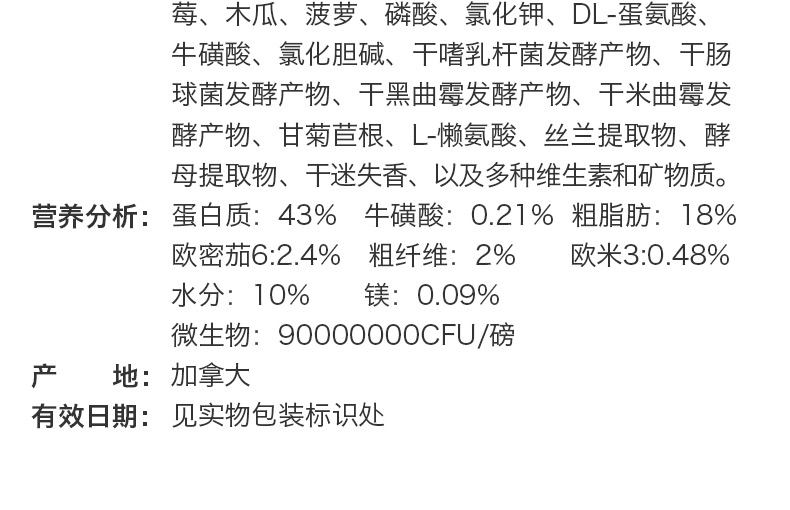 莓、木瓜、菠萝、磷酸、氯化钾、DL-蛋氨酸、
牛磺酸、氯化胆碱、干嗜乳杆菌发酵产物、干肠
球菌发酵产物、干黑曲霉发酵产物、干米曲霉发
酵产物、甘菊苣根、L-懒氨酸、丝兰提取物、酵
母提取物、干迷失香、以及多种维生素和矿物质。
营养分析：蛋白质：43% 牛磺酸：0.21% 粗脂肪：18%
欧密茄6:2.4% 粗纤维：2% 欧米3:0.48%
水分：10% 镁：0.09%
微生物：90000000CFU/磅
产 地：加拿大
有效日期：见实物包装标识处